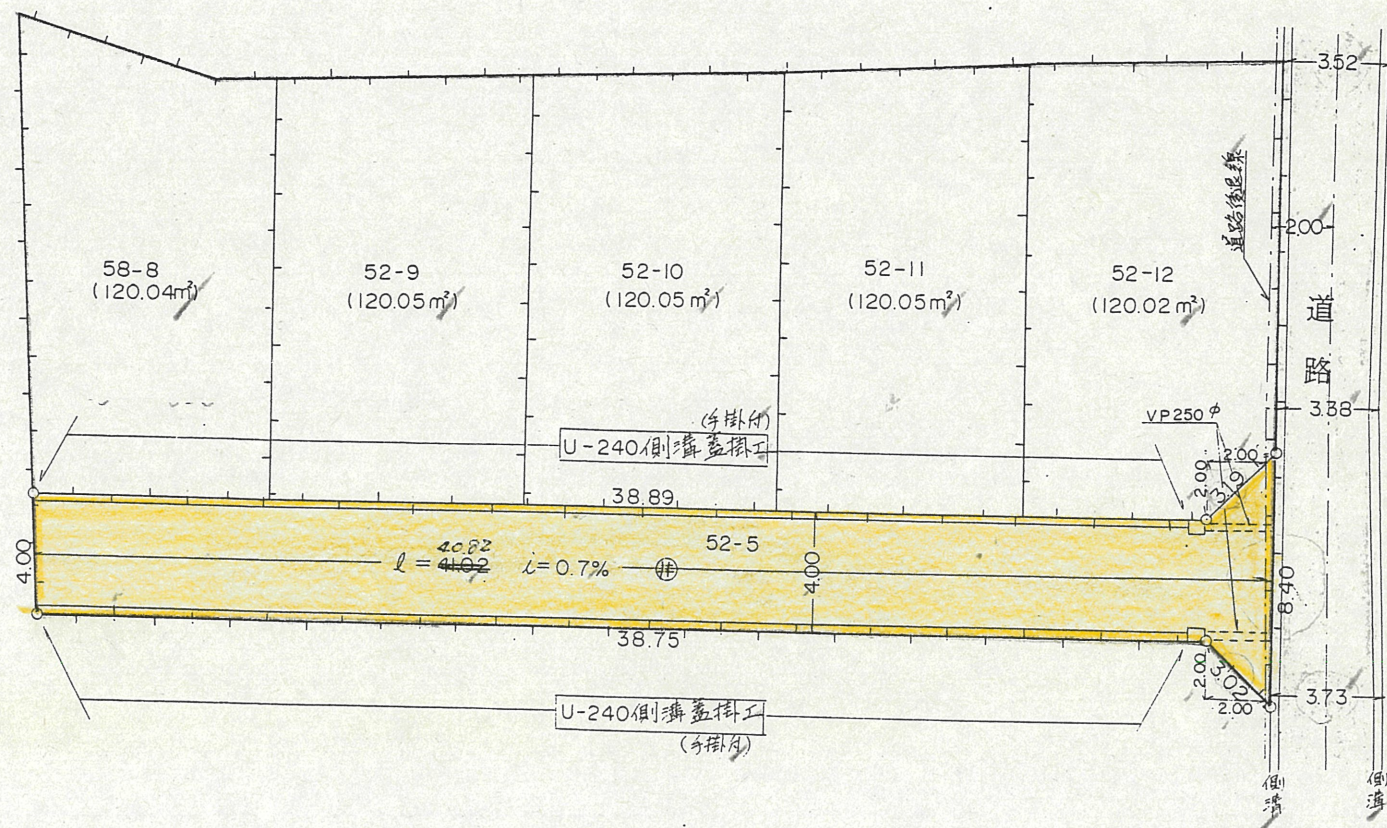 3.52
道路後退線
2.00
58-8
(120.04㎡)
52-9
(120.05㎡)
52-10
(120.05㎡)
52-11
(120.05㎡)
52-12
(120.02㎡)
道路
3.38
(手掛付)
U-240側溝蓋掛工
VP250φ
2.00
2.00
3.19
38.89
52-5
4.00
40.82
l = 41.02 i=0.7%
排
4.00
8.40
38.75
2.00
3.02
2.00
3.73
U-240側溝蓋掛工
(手掛付)
側溝
側溝